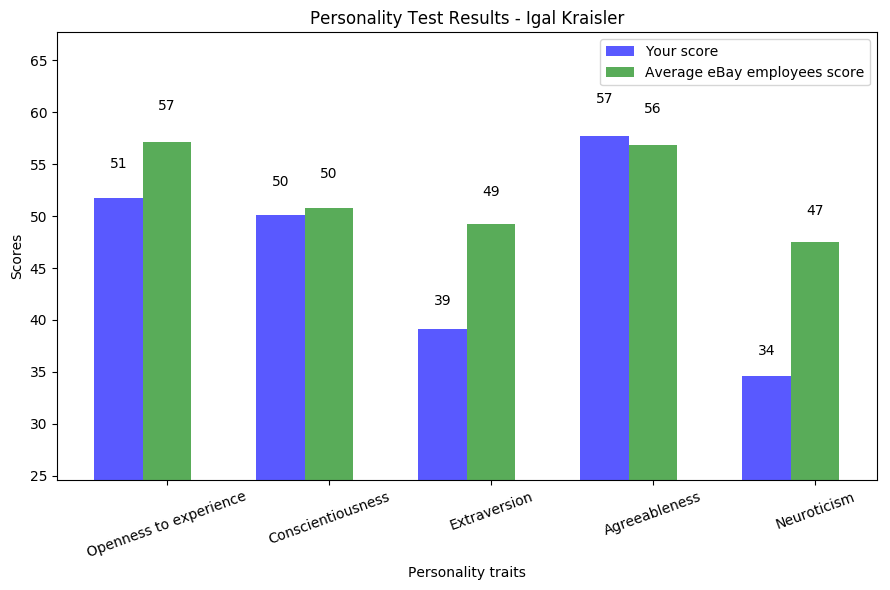 Personality Test Results - Igal Kraisler
Your score
Average eBay employees score
Scores
65
60
55
50
45
40
35
30
25
51
57
50
50
39
49
57
56
34
47
Openness to experience
Conscientiousness
Extraversion
Agreeableness
Neuroticism
Personality traits